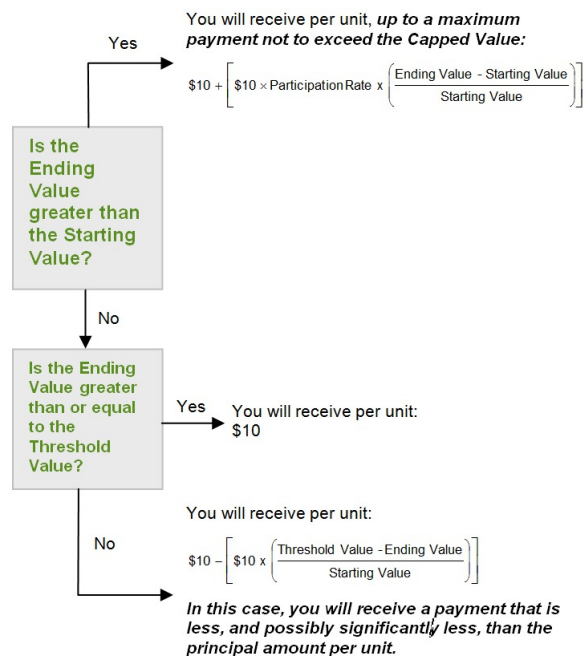 You will receive per unit, up to a maximum
payment not to exceed the Capped Value:
Yes
$10 + [ $10 × Participation Rate x ( Ending Value - Starting Value / Starting Value ) ]
Is the
Ending
Value
greater than
the Starting
Value?
No
Is the Ending
Value greater
than or equal
to the
Threshold
Value?
Yes
You will receive per unit:
$10
You will receive per unit:
No
$10 − [ $10 x ( Threshold Value - Ending Value / Starting Value ) ]
In this case, you will receive a payment that is
less, and possibly significantly less, than the
principal amount per unit.